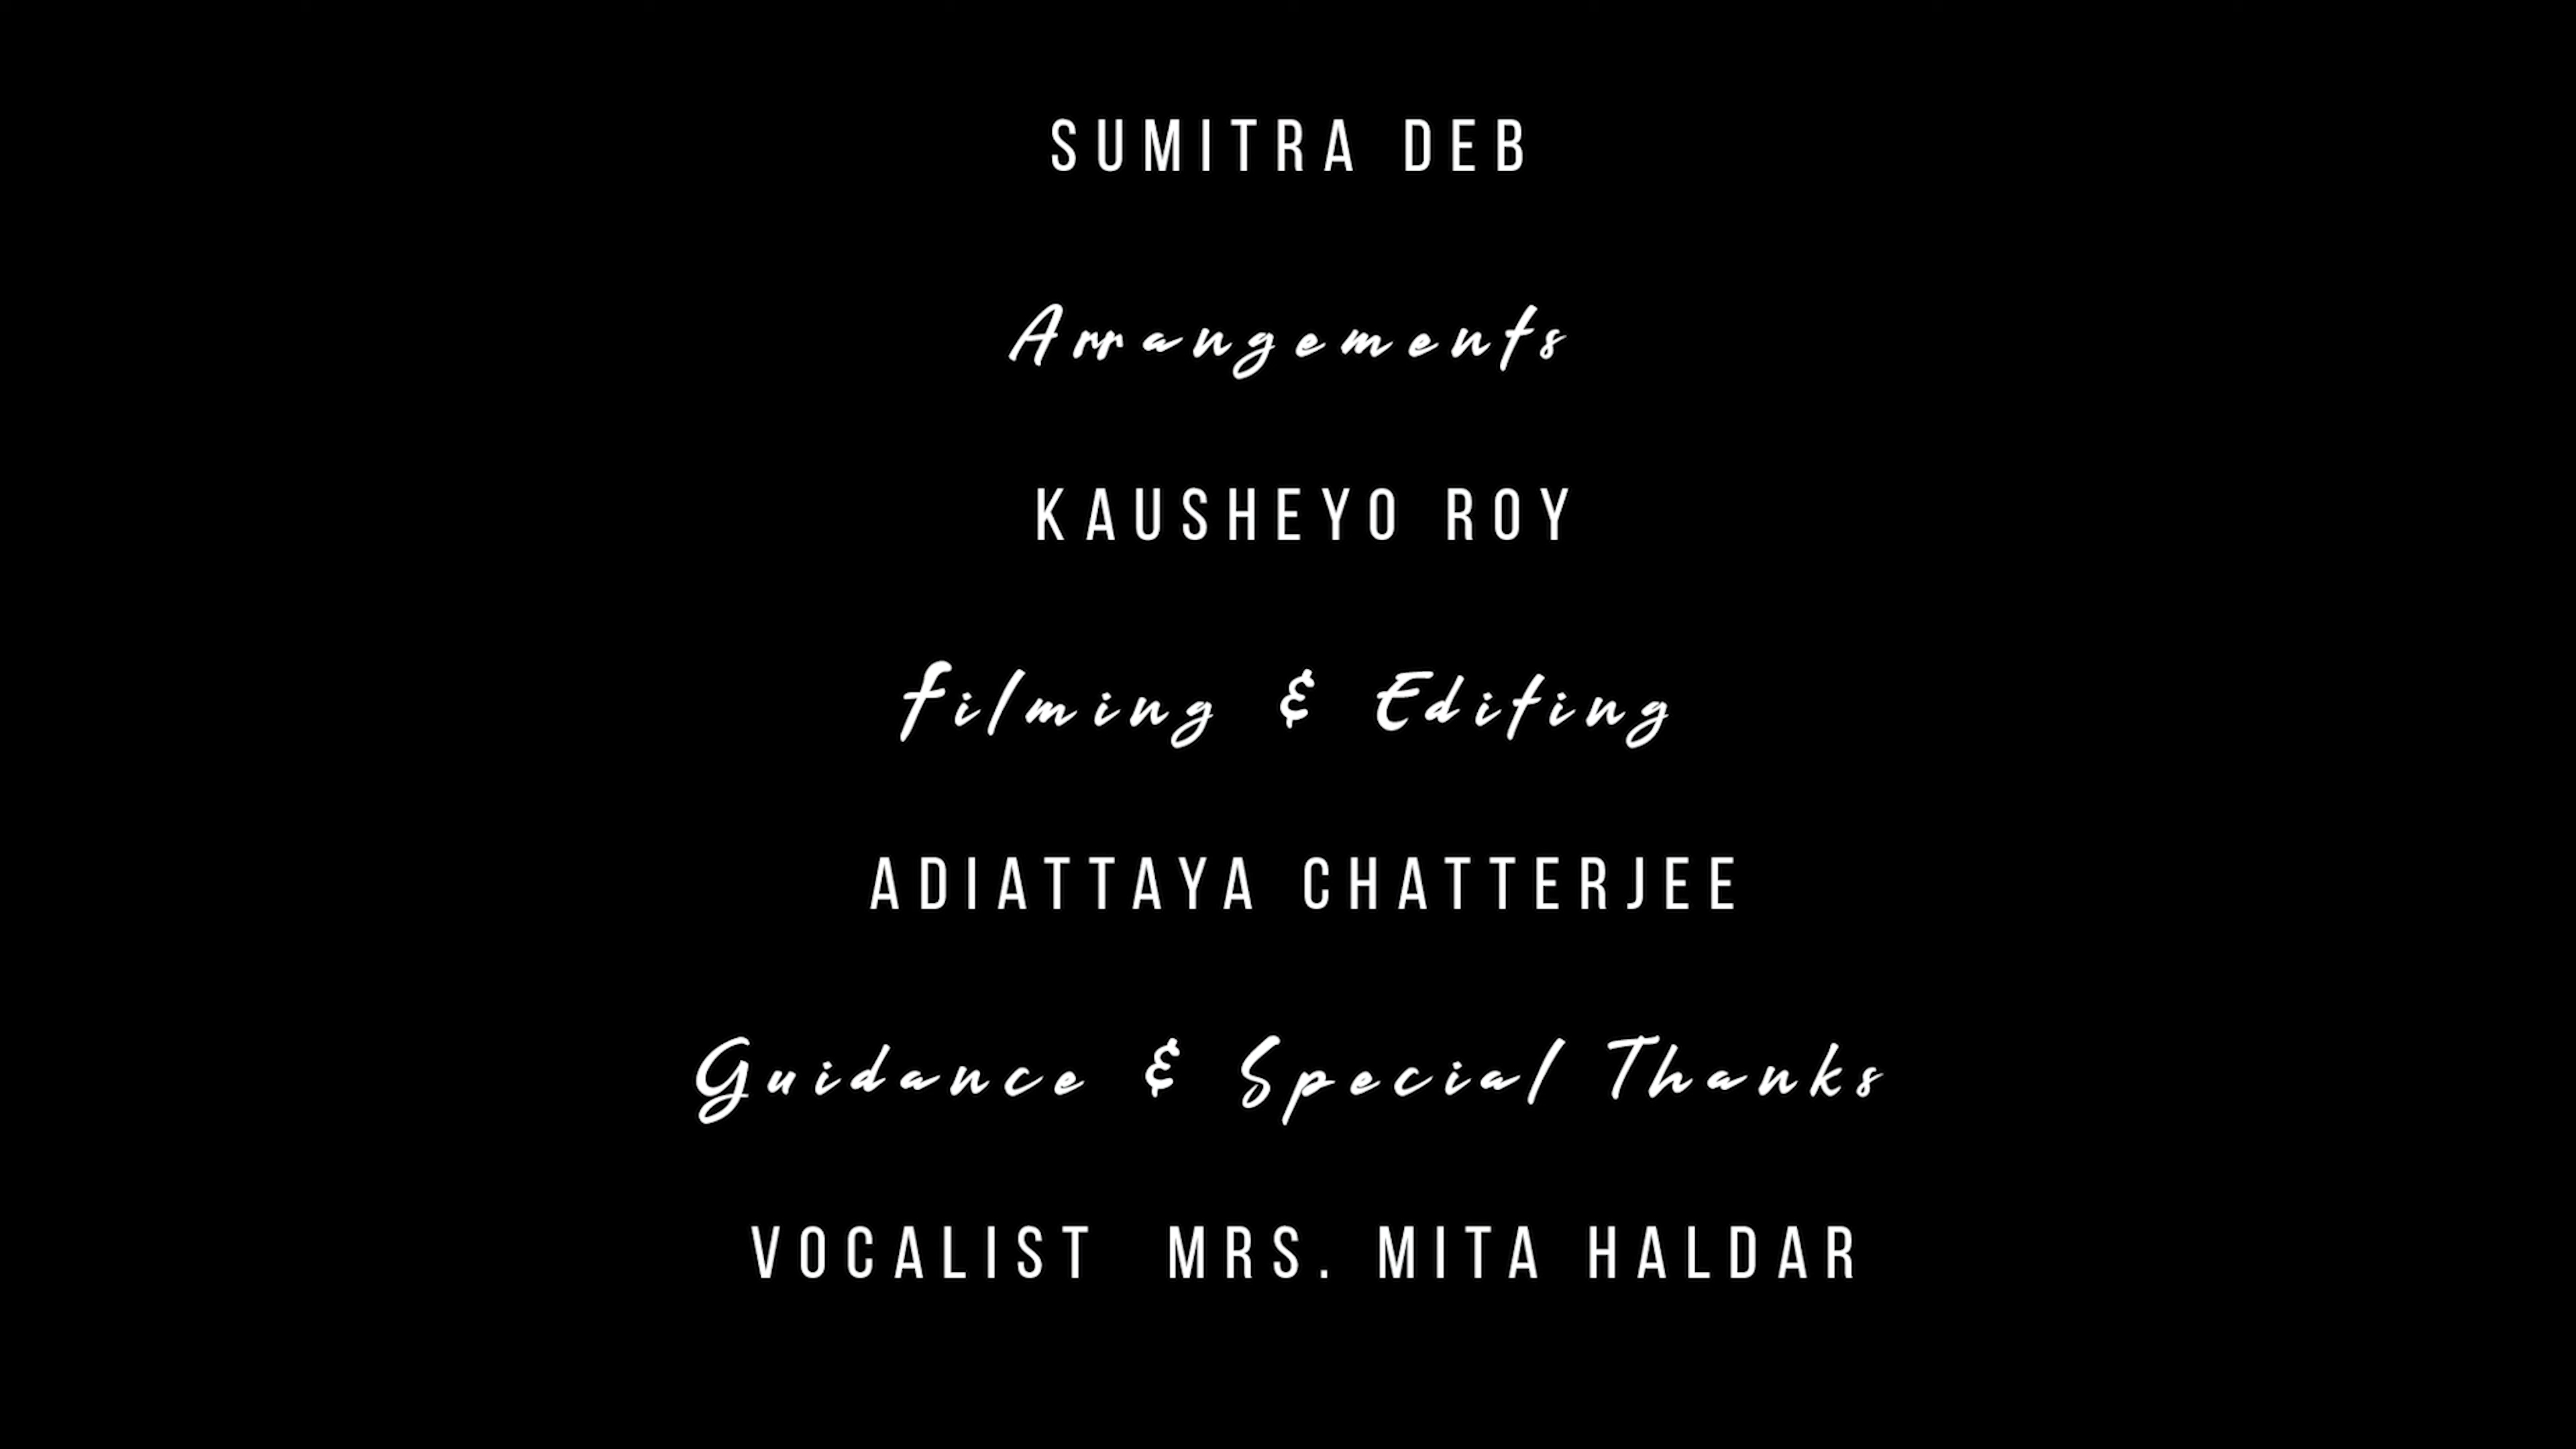 SUMITRA DEB
Arrangements
KAUSHEYO ROY
Filming & Editing
ADIATTAYA CHATTERJEE
Guidance & Special Thanks
VOCALIST MRS. MITA HALDAR